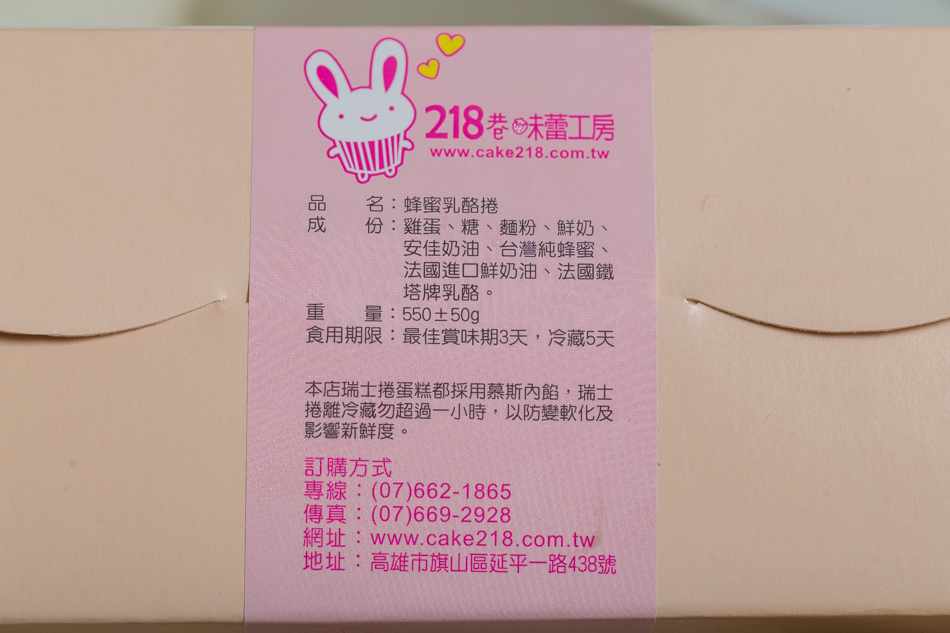 218巷味蕾工房
www.cake218.com.tw
品　　名：蜂蜜乳酪捲
成　　份：雞蛋、糖、麵粉、鮮奶、
安佳奶油、台灣純蜂蜜、
法國進口鮮奶油、法國鐵
塔牌乳酪。
重　　量：550±50g
食用期限：最佳賞味期3天，冷藏5天
本店瑞士捲蛋糕都採用慕斯內餡，瑞士
捲離冷藏勿超過一小時，以防變軟化及
影響新鮮度。
訂購方式
專線：(07)662-1865
傳真：(07)669-2928
網址：www.cake218.com.tw
地址：高雄市旗山區延平一路438號